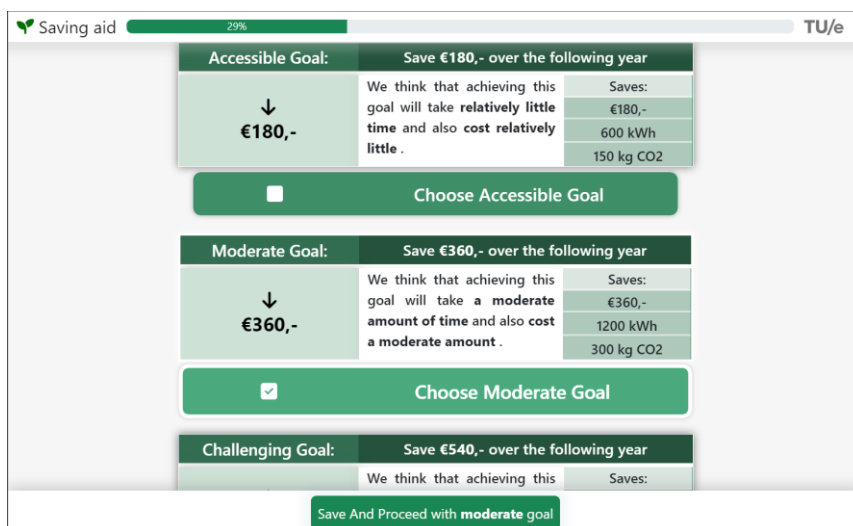 Saving aid
29%
TU/e
Accessible Goal:
Save €180,- over the following year
€180,-
We think that achieving this
goal will take relatively little
time and also cost relatively
little .
Saves:
€180,-
600 kWh
150 kg CO2
Choose Accessible Goal
Moderate Goal:
Save €360,- over the following year
€360,-
We think that achieving this
goal will take a moderate
amount of time and also cost
a moderate amount .
Saves:
€360,-
1200 kWh
300 kg CO2
Choose Moderate Goal
Challenging Goal:
Save €540,- over the following year
We think that achieving this
Saves:
Save And Proceed with moderate goal